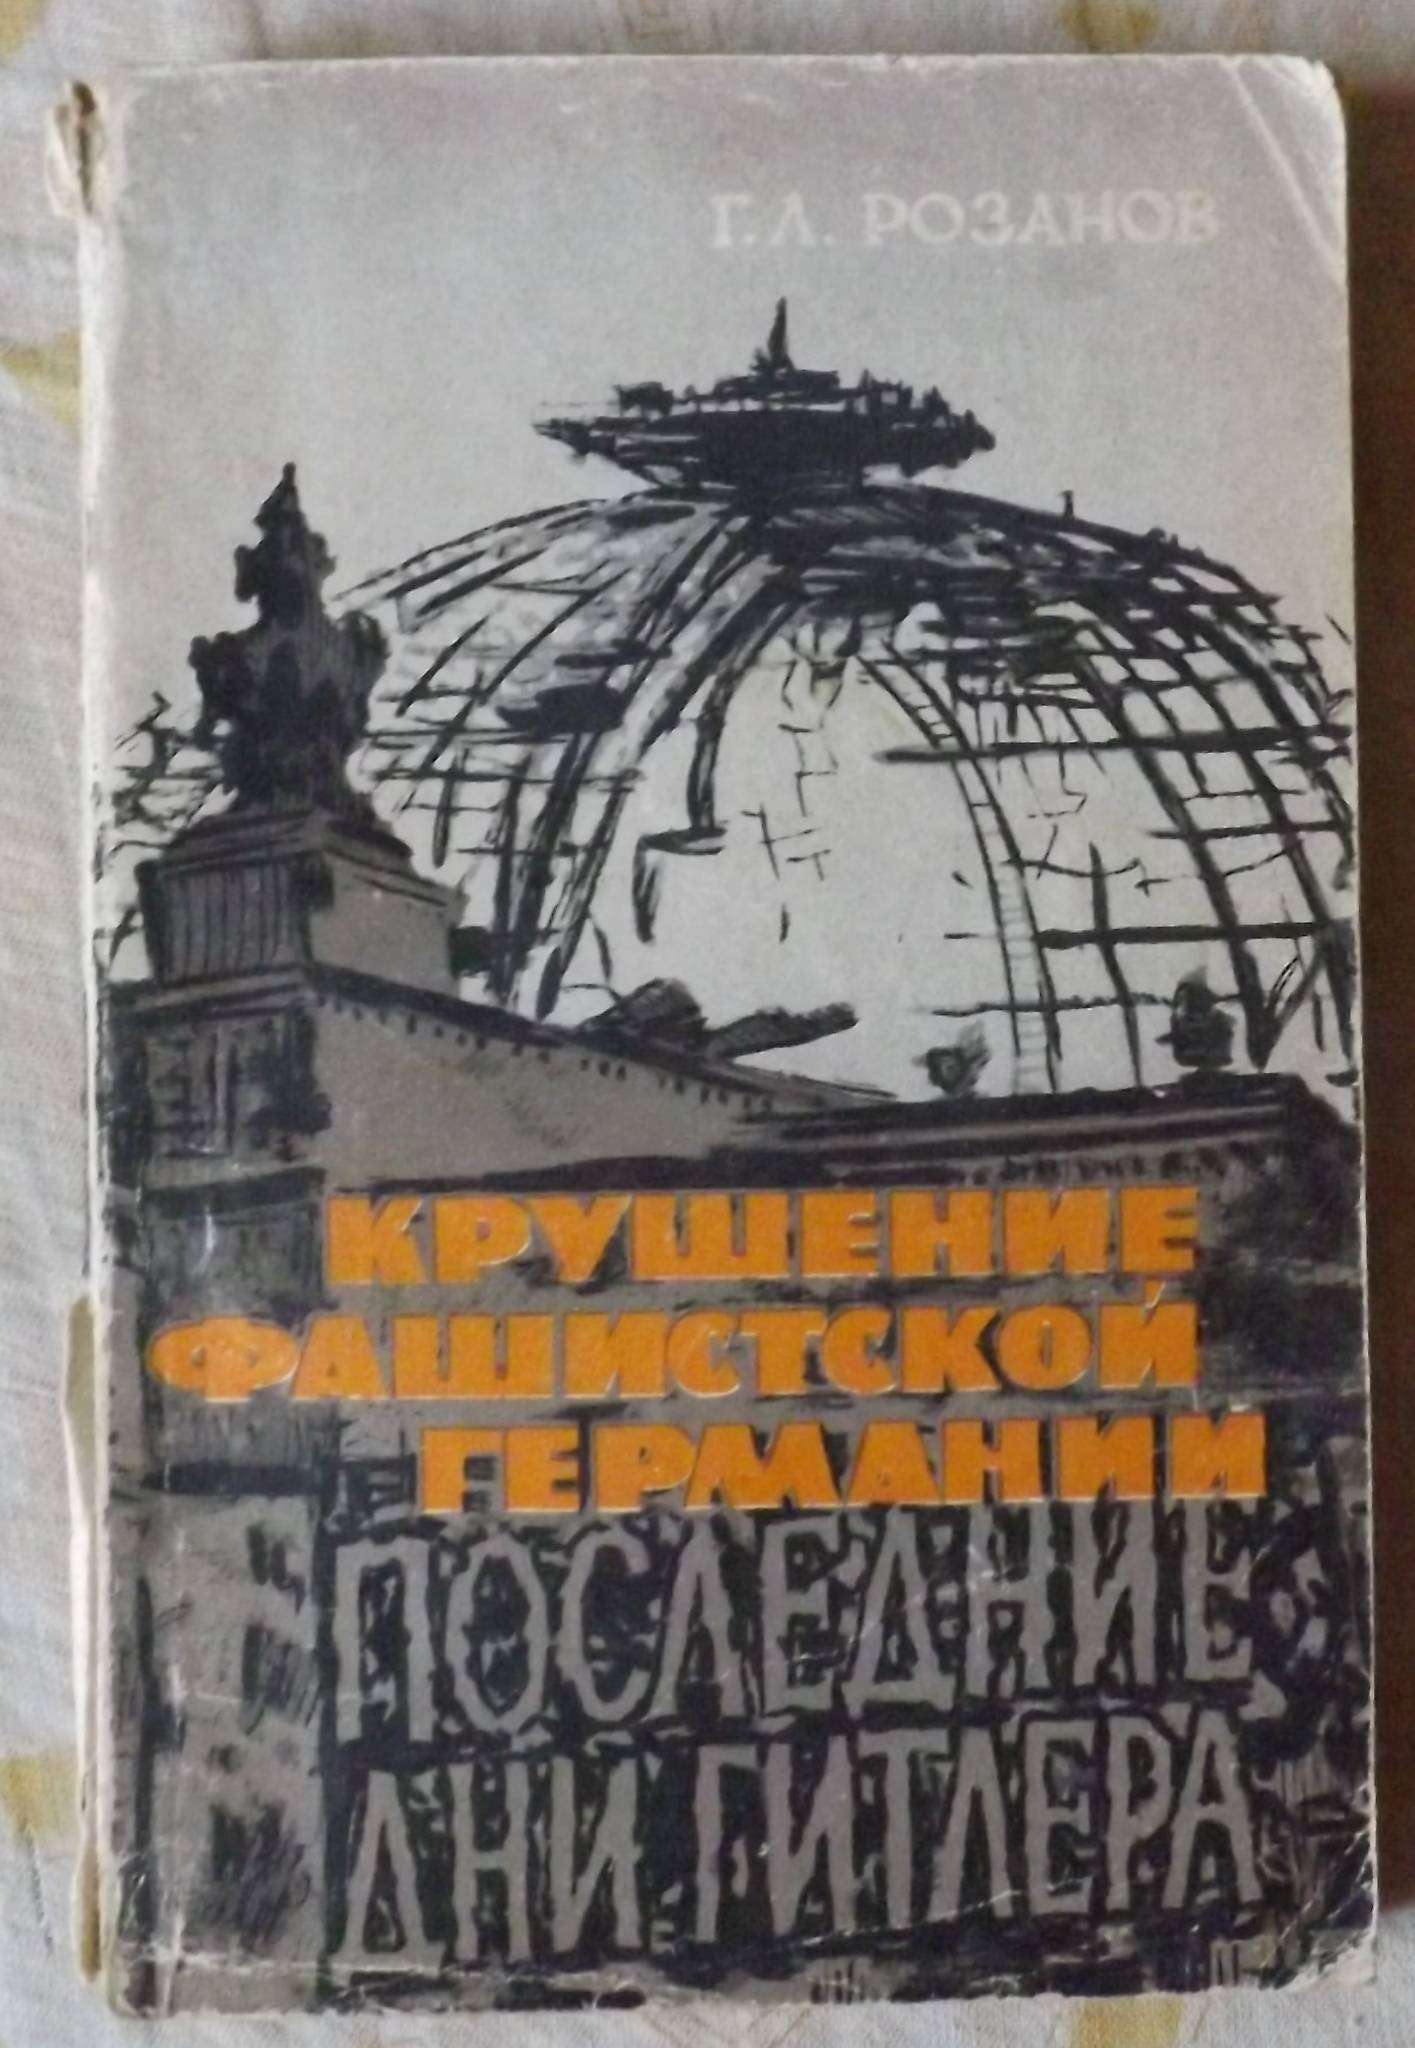 Г.Л. РОЗАНОВ
КРУШЕНИЕ
ФАШИСТСКОЙ
ГЕРМАНИИ
ПОСЛЕДНИЕ
ДНИ ГИТЛЕРА